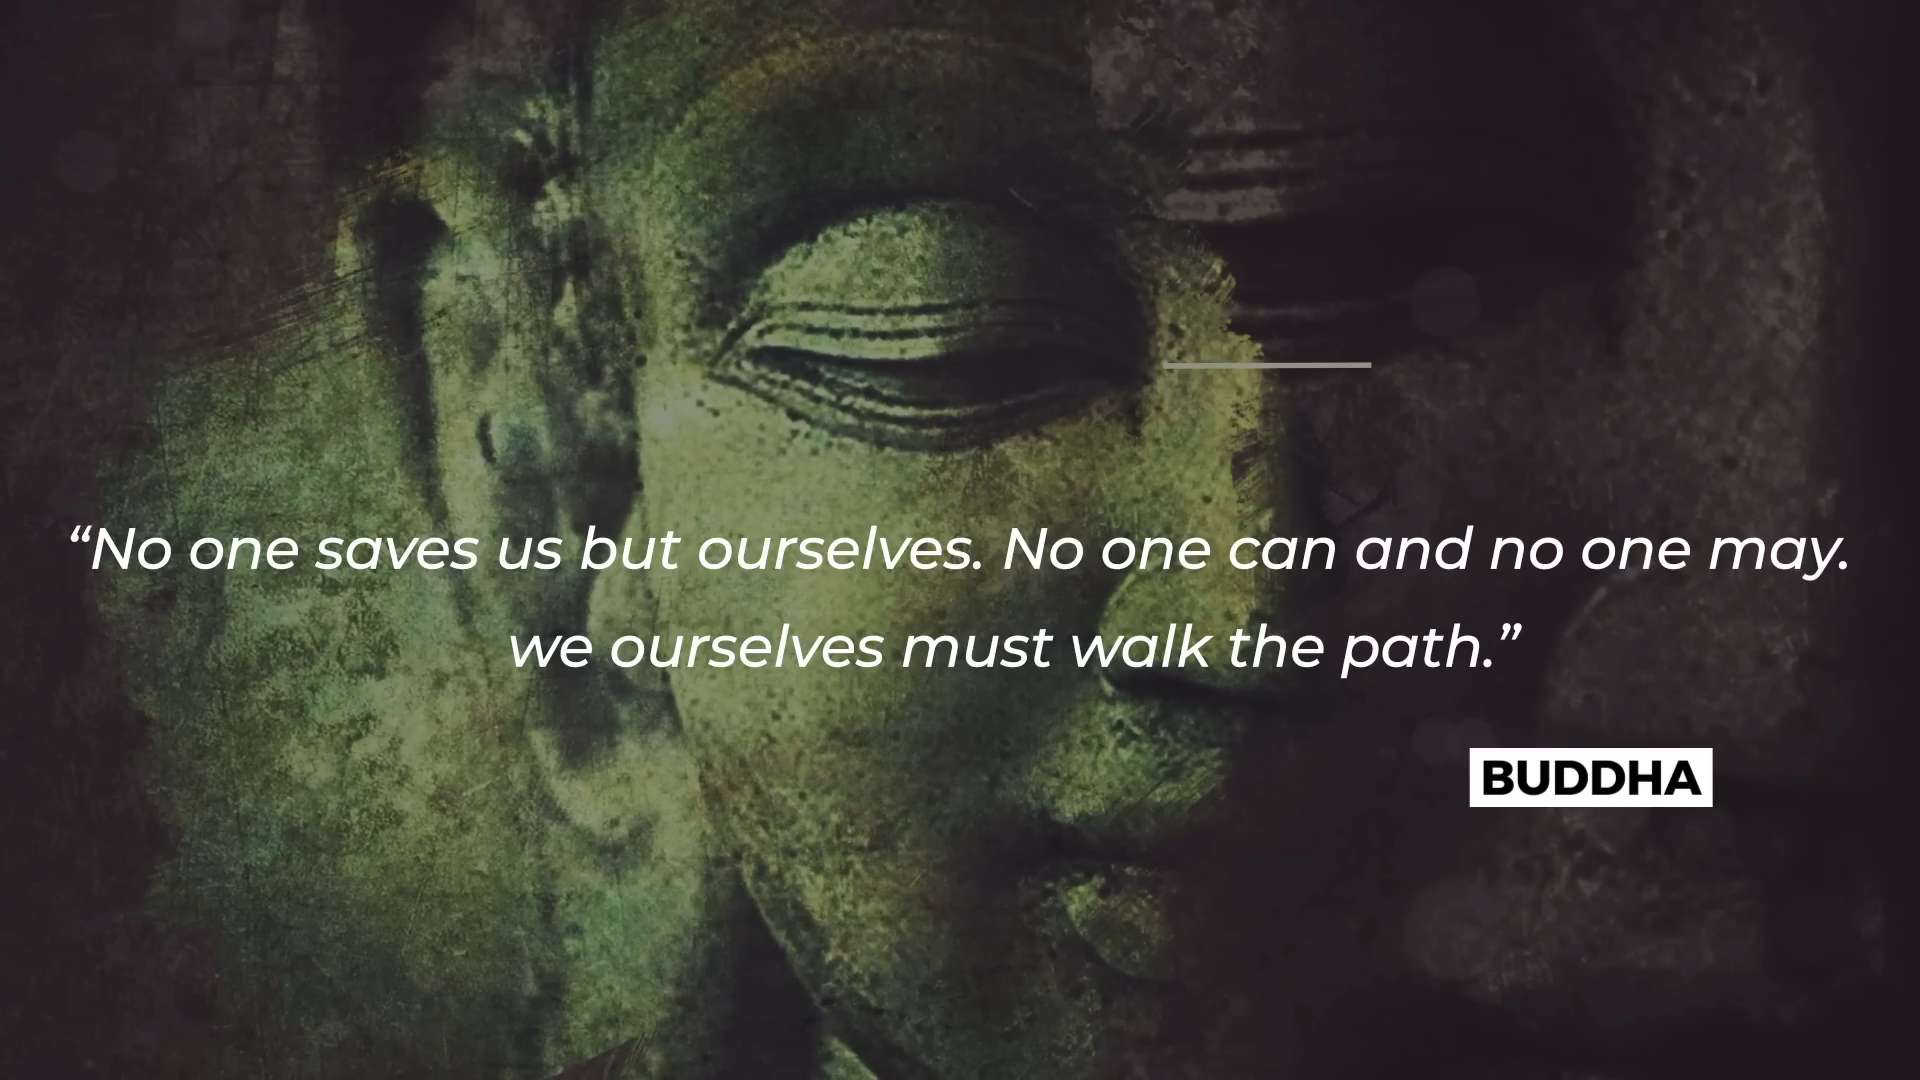 “No one saves us but ourselves. No one can and no one may.
we ourselves must walk the path.”
BUDDHA